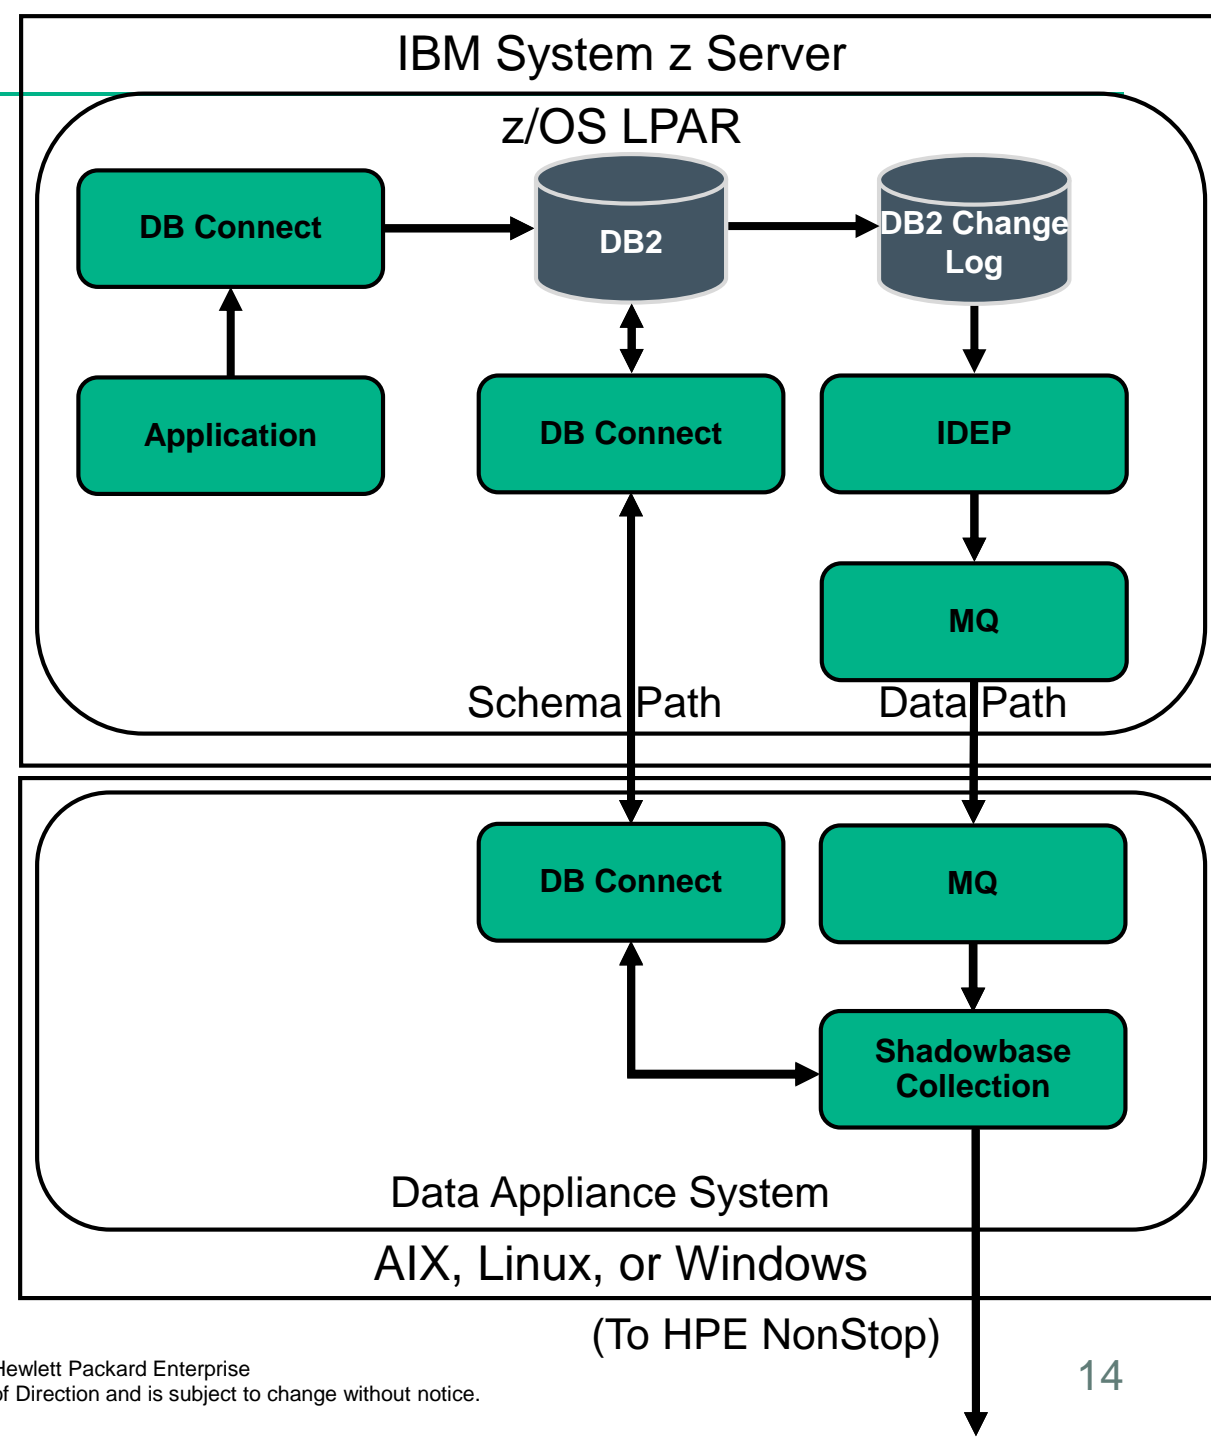 IBM System z Server
z/OS LPAR
DB Connect
DB2
DB2 Change
Log
Application
DB Connect
IDEP
MQ
Schema Path
Data Path
DB Connect
MQ
Shadowbase
Collection
Data Appliance System
AIX, Linux, or Windows
(To HPE NonStop)
Hewlett Packard Enterprise
of Direction and is subject to change without notice.
14